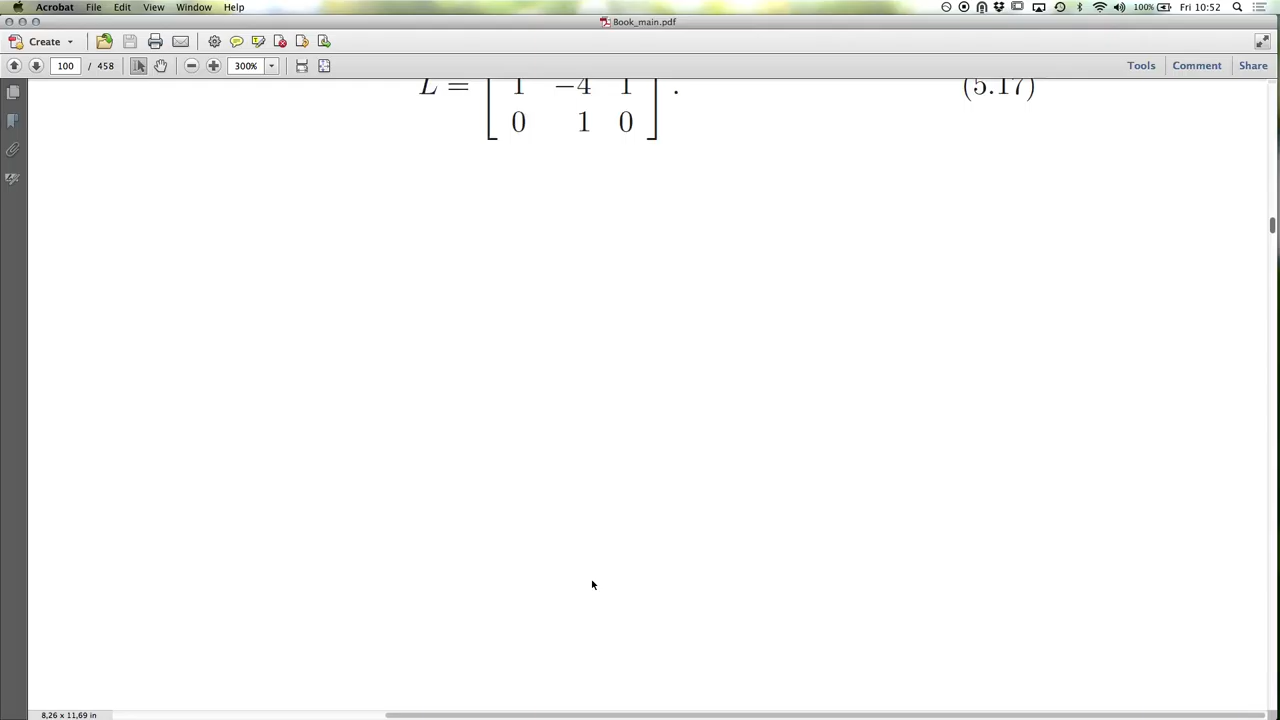 Acrobat File Edit View Window Help 100% Fri 10:52
Book_main.pdf
Create
100 / 458 300% Tools Comment Share
L = 1 −4 1 . (5.17)
0 1 0
8,26 x 11,69 in